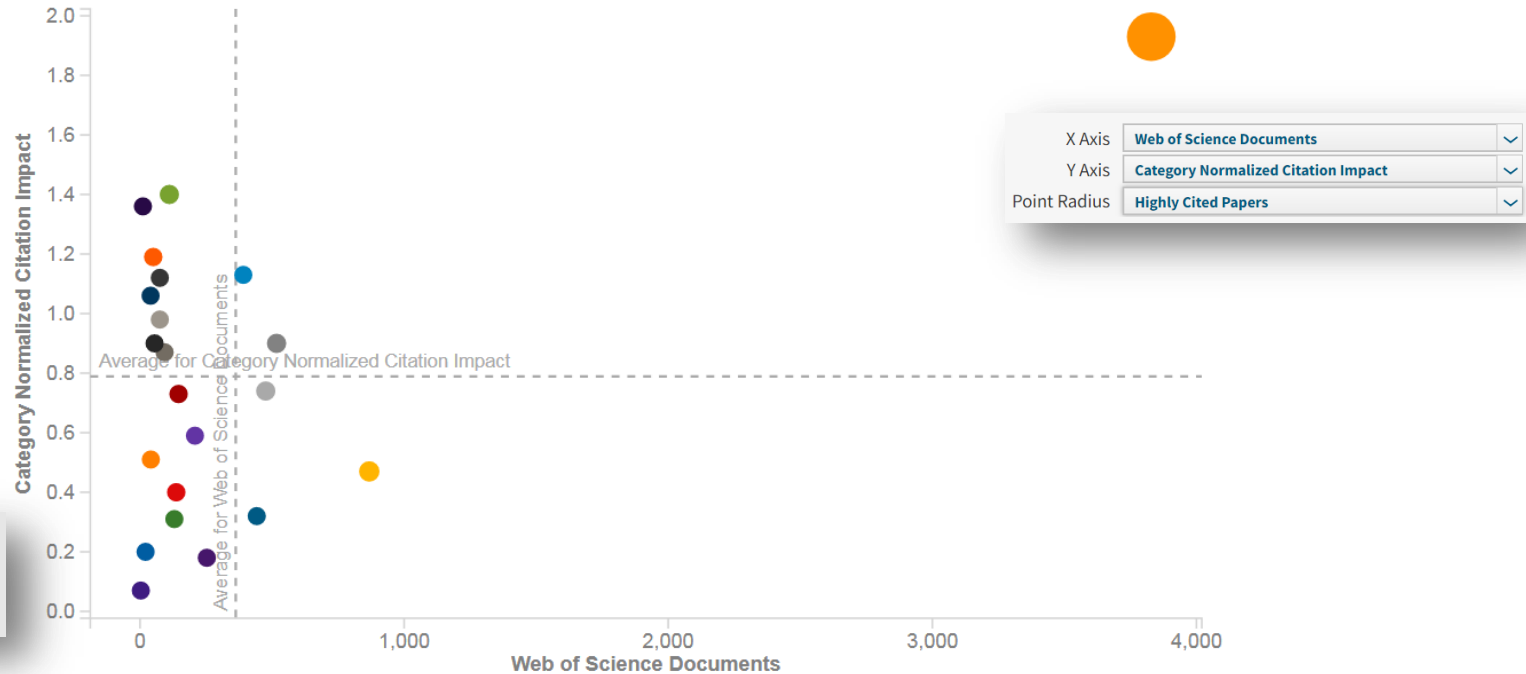 2.0
1.8
1.6
1.4
1.2
1.0
0.8
0.6
0.4
0.2
0.0
Category Normalized Citation Impact
Average for Category Normalized Citation Impact
Average for Web of Science Documents
0
1,000
2,000
3,000
4,000
Web of Science Documents
X Axis Web of Science Documents
Y Axis Category Normalized Citation Impact
Point Radius Highly Cited Papers